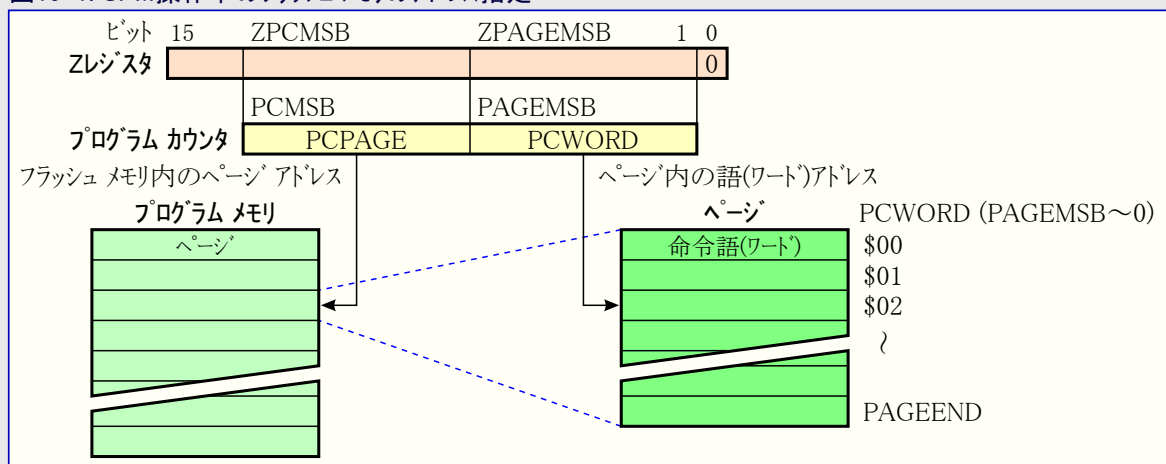 ビット 15 ZPCMSB ZPAGEMSB 1 0
Zレジスタ 0
PCMSB PAGEMSB
プログラム カウンタ PCPAGE PCWORD
フラッシュ メモリ内のページ アドレス ページ内の語(ワード)アドレス
プログラム メモリ ページ PCWORD (PAGEMSB～0)
ページ 命令語(ワード) $00
$01
$02
～
PAGEEND